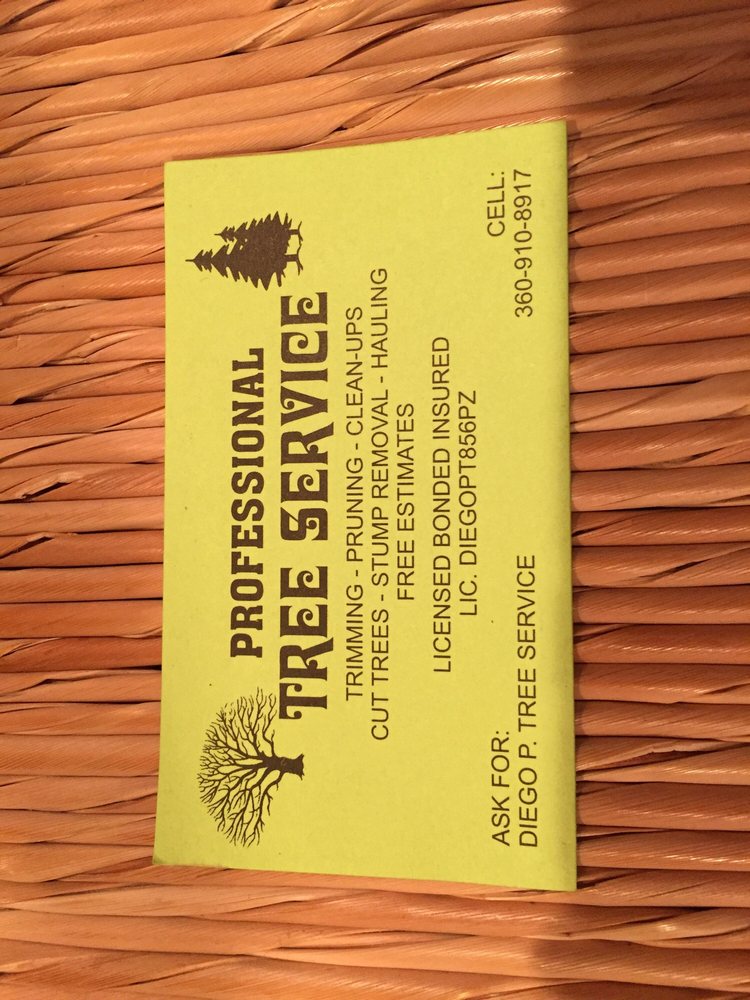 PROFESSIONAL
TREE SERVICE
TRIMMING - PRUNING - CLEAN-UPS
CUT TREES - STUMP REMOVAL - HAULING
FREE ESTIMATES
LICENSED BONDED INSURED
LIC. DIEGOPT856PZ
ASK FOR:
DIEGO P. TREE SERVICE
CELL:
360-910-8917